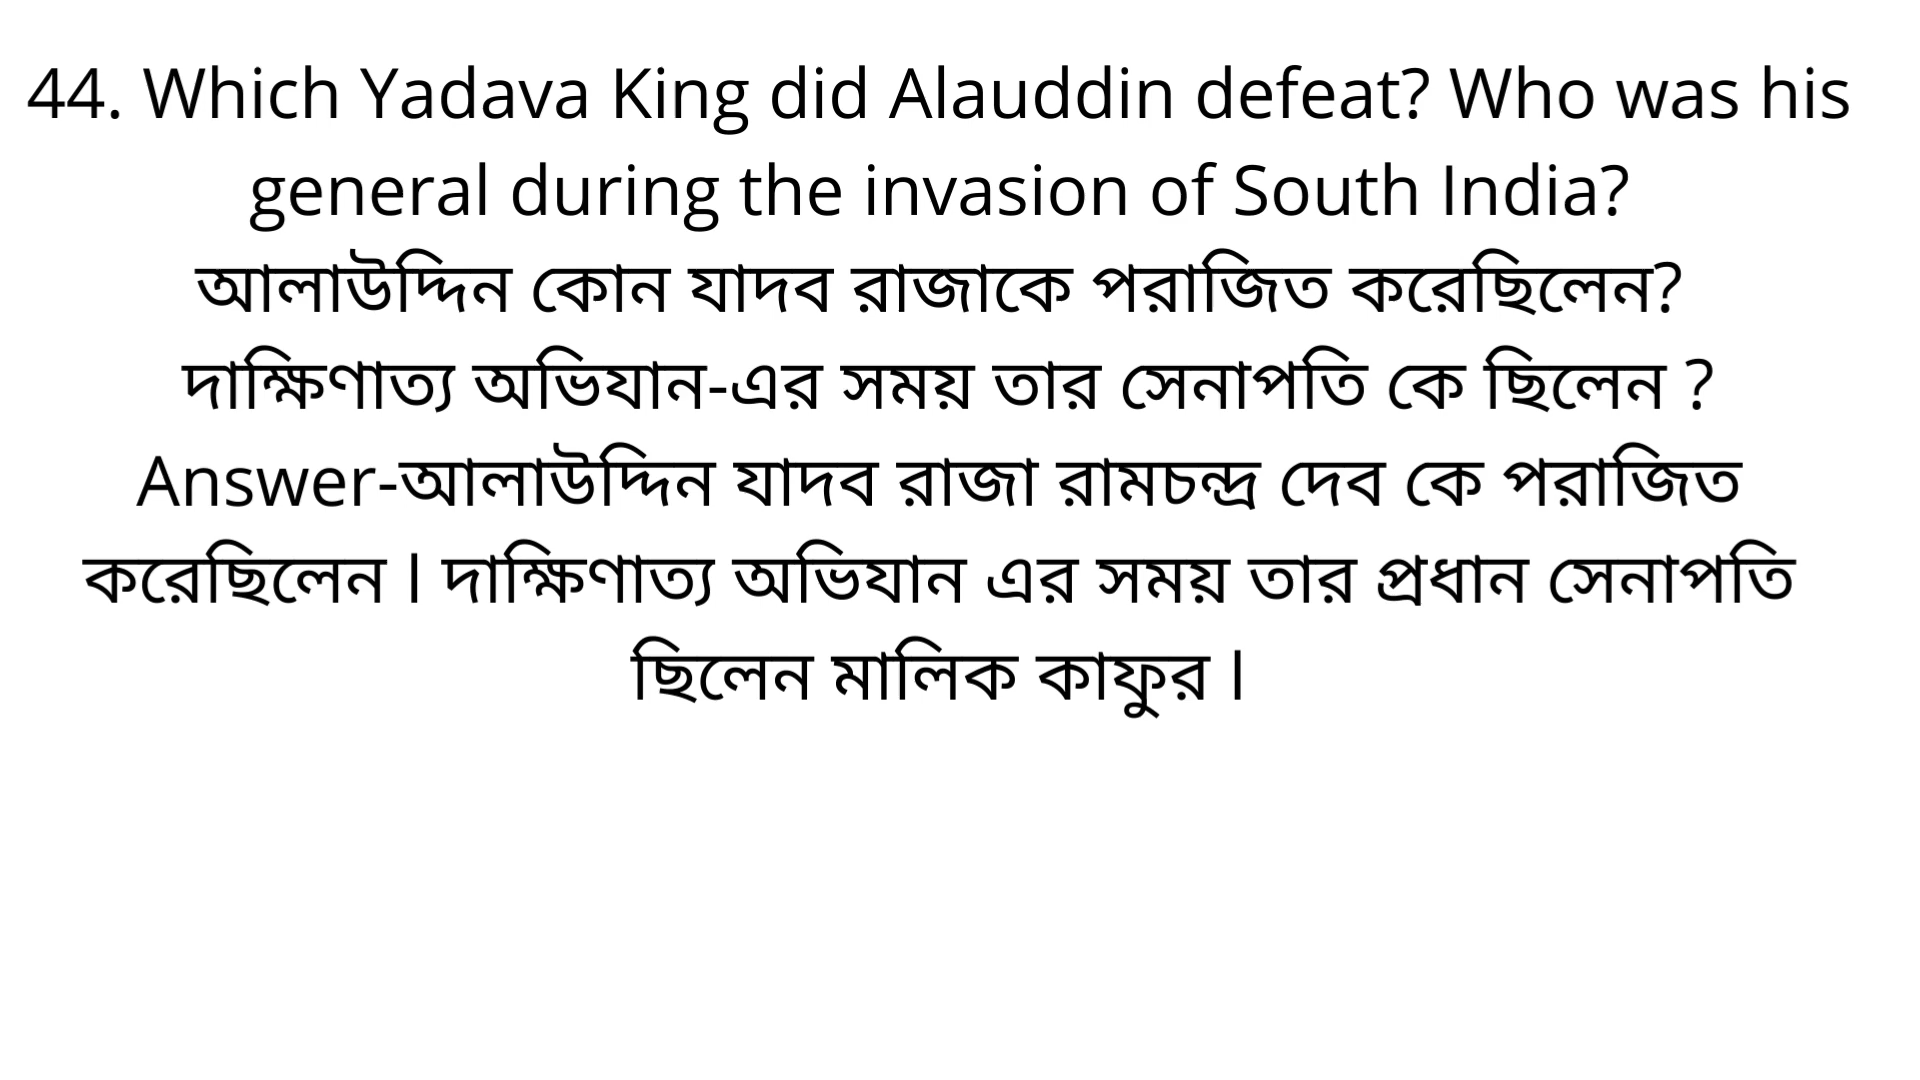 44. Which Yadava King did Alauddin defeat? Who was his
general during the invasion of South India?
আলাউদ্দিন কোন যাদব রাজাকে পরাজিত করেছিলেন?
দাক্ষিণাত্য অভিযান-এর সময় তার সেনাপতি কে ছিলেন ?
Answer-আলাউদ্দিন যাদব রাজা রামচন্দ্র দেব কে পরাজিত
করেছিলেন l দাক্ষিণাত্য অভিযান এর সময় তার প্রধান সেনাপতি
ছিলেন মালিক কাফুর l